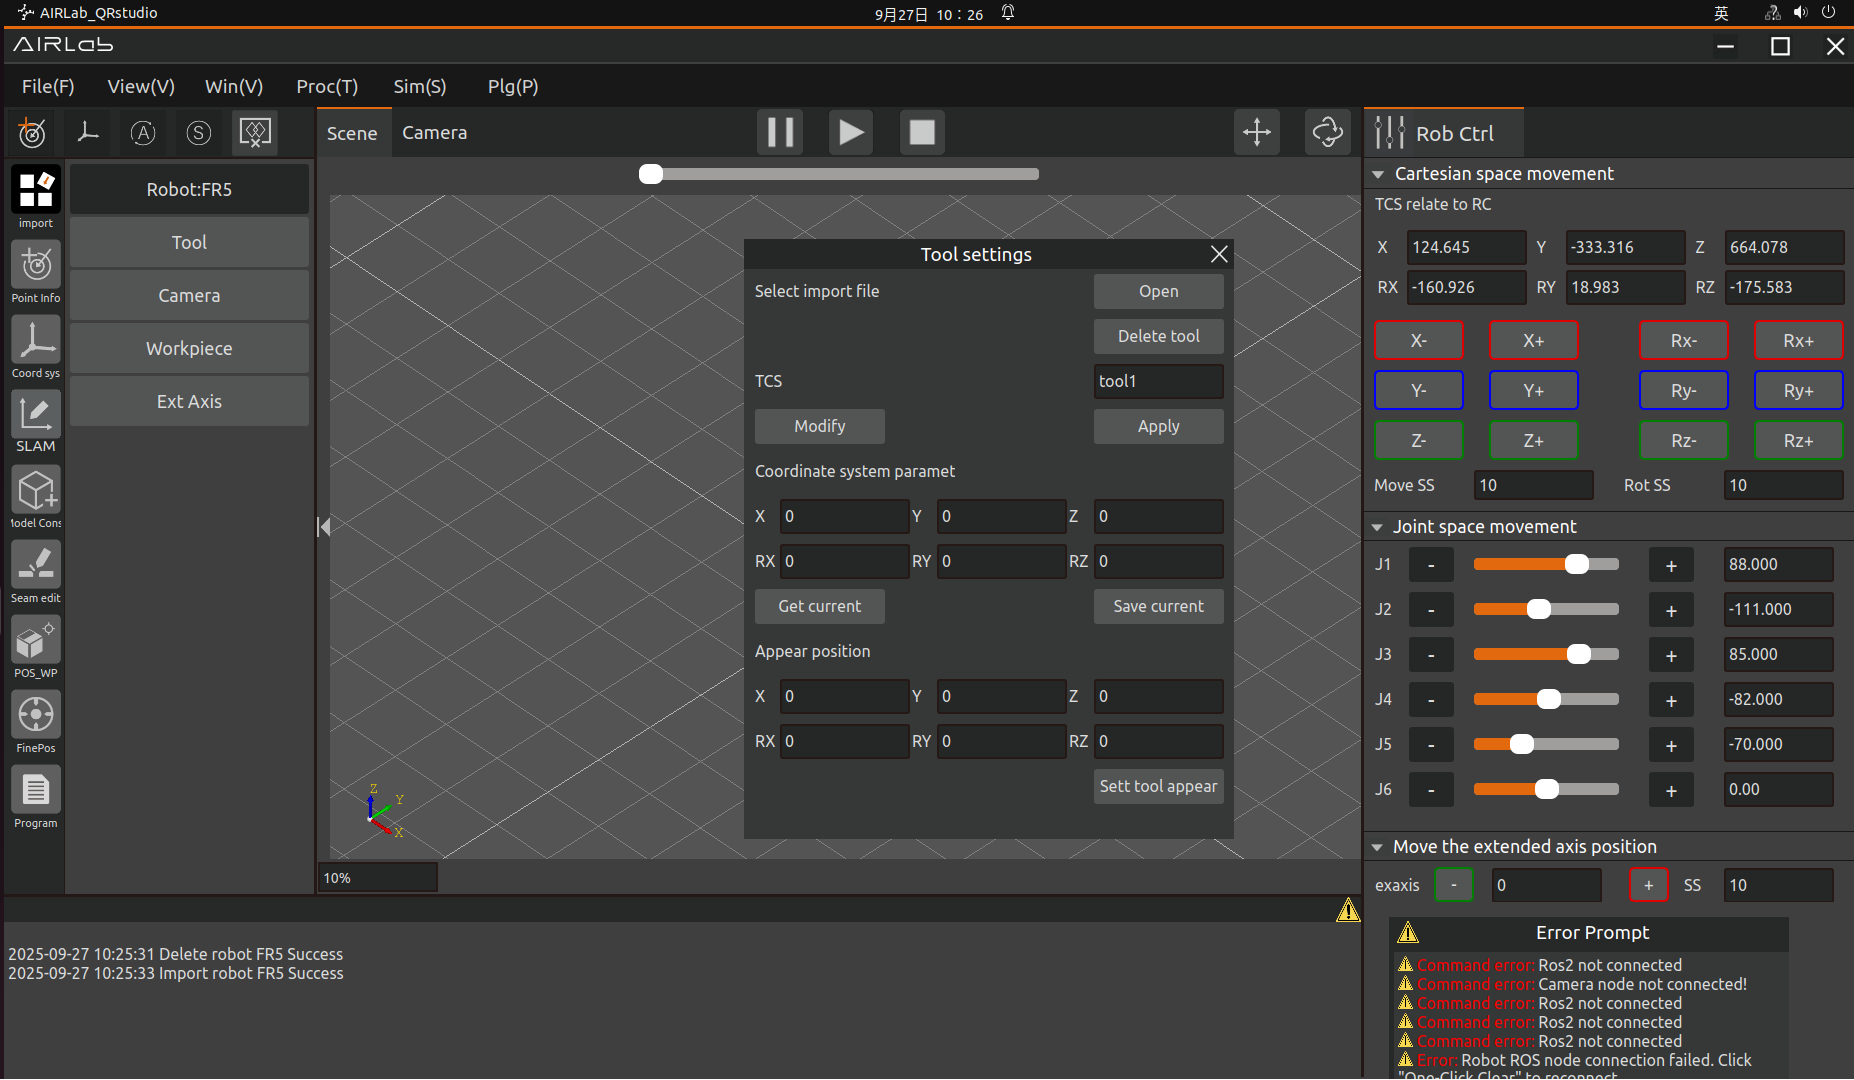 AIRLab_QRstudio
9月27日 10：26
英
AIRLab
File(F) View(V) Win(V) Proc(T) Sim(S) Plg(P)
A S
Scene Camera
Rob Ctrl
import
Point Info
Coord sys
SLAM
Model Cons
Seam edit
POS_WP
FinePos
Program
Robot:FR5
Tool
Camera
Workpiece
Ext Axis
Tool settings
Select import file Open
Delete tool
TCS tool1
Modify Apply
Coordinate system paramet
X 0 Y 0 Z 0
RX 0 RY 0 RZ 0
Get current Save current
Appear position
X 0 Y 0 Z 0
RX 0 RY 0 RZ 0
Sett tool appear
Z
Y
X
10%
Cartesian space movement
TCS relate to RC
X 124.645 Y -333.316 Z 664.078
RX -160.926 RY 18.983 RZ -175.583
X- X+ Rx- Rx+
Y- Y+ Ry- Ry+
Z- Z+ Rz- Rz+
Move SS 10 Rot SS 10
Joint space movement
J1 - + 88.000
J2 - + -111.000
J3 - + 85.000
J4 - + -82.000
J5 - + -70.000
J6 - + 0.00
Move the extended axis position
exaxis - 0 + SS 10
Error Prompt
Command error: Ros2 not connected
Command error: Camera node not connected!
Command error: Ros2 not connected
Command error: Ros2 not connected
Command error: Ros2 not connected
Error: Robot ROS node connection failed. Click
"One-Click Clear" to reconnect
2025-09-27 10:25:31 Delete robot FR5 Success
2025-09-27 10:25:33 Import robot FR5 Success